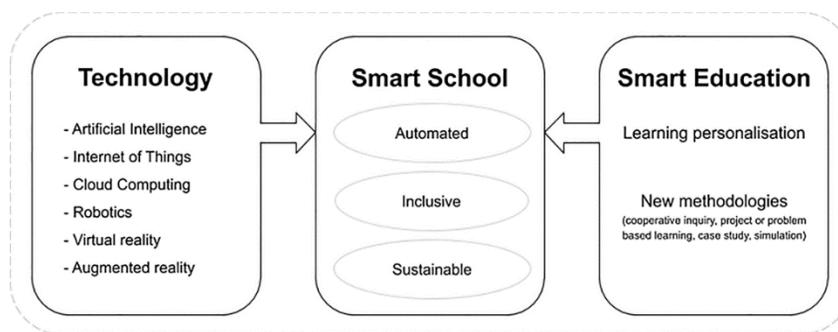 Technology
- Artificial Intelligence
- Internet of Things
- Cloud Computing
- Robotics
- Virtual reality
- Augmented reality
Smart School
Automated
Inclusive
Sustainable
Smart Education
Learning personalisation
New methodologies
(cooperative inquiry, project or problem
based learning, case study, simulation)